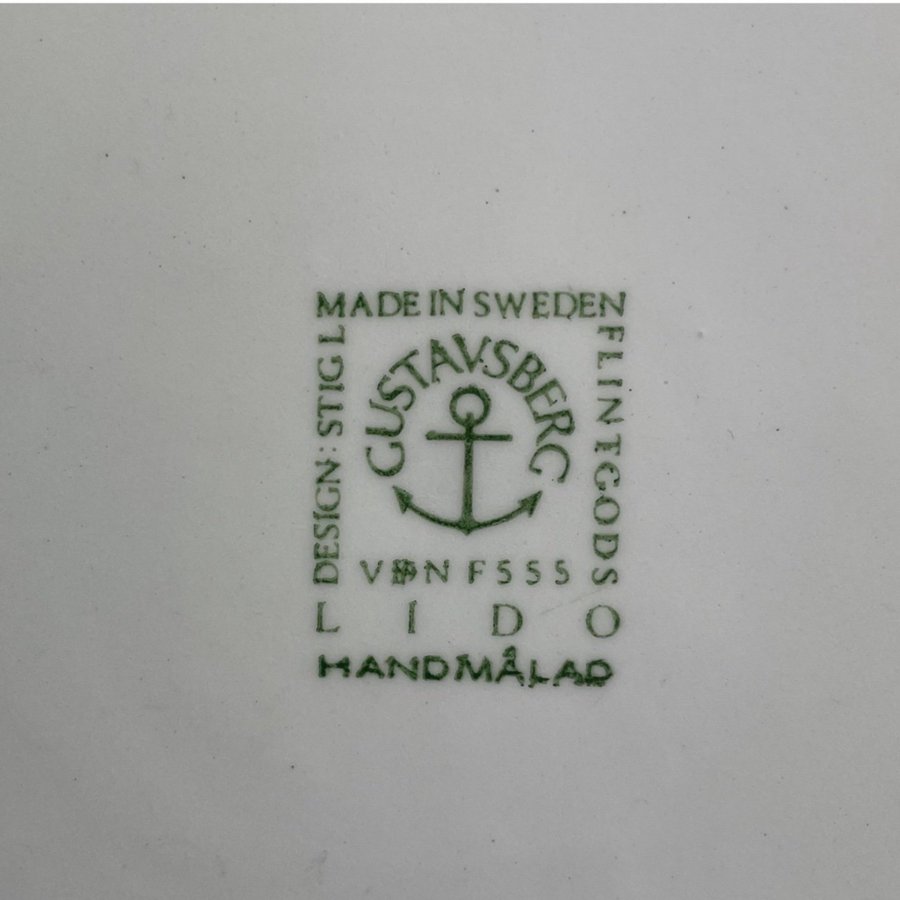 MADE IN SWEDEN
DESIGN: STIG L
FLINTGODS
GUSTAVSBERG
F555
LIDO
HANDMÅLAD